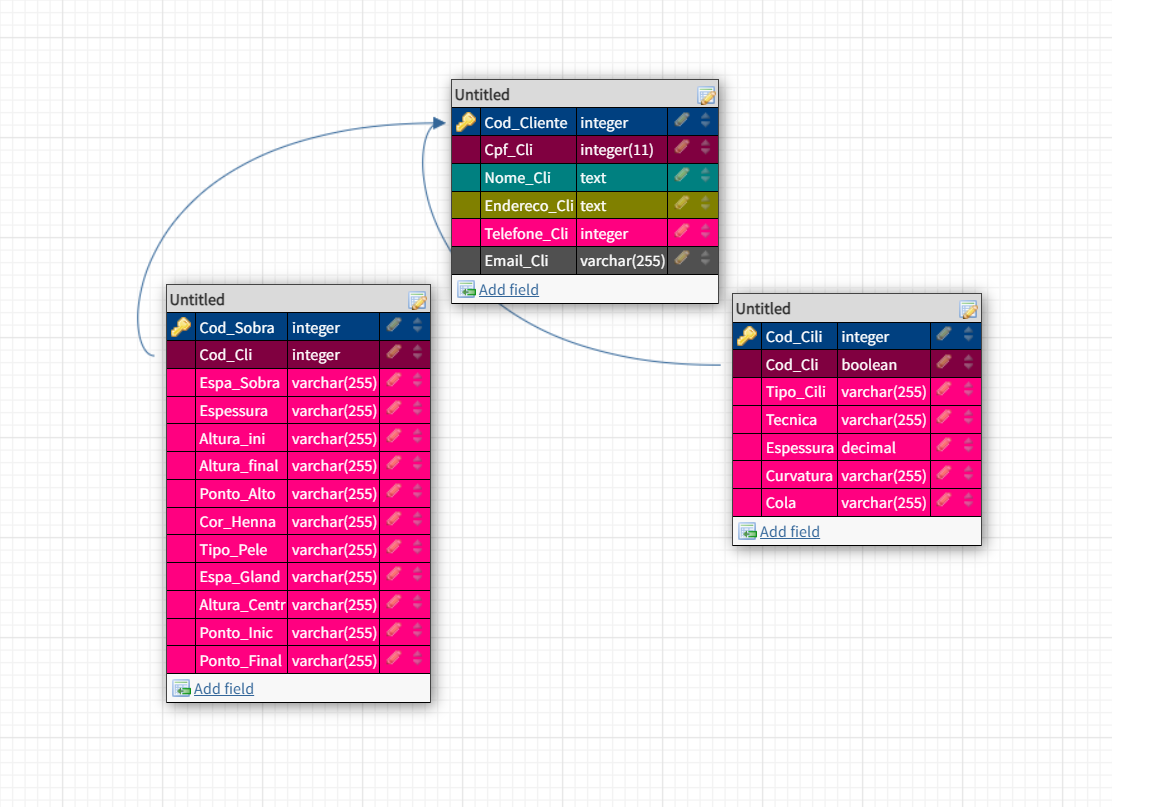 Untitled
Cod_Cliente integer
Cpf_Cli integer(11)
Nome_Cli text
Endereco_Cli text
Telefone_Cli integer
Email_Cli varchar(255)
Add field
Untitled
Cod_Sobra integer
Cod_Cli integer
Espa_Sobra varchar(255)
Espessura varchar(255)
Altura_ini varchar(255)
Altura_final varchar(255)
Ponto_Alto varchar(255)
Cor_Henna varchar(255)
Tipo_Pele varchar(255)
Espa_Gland varchar(255)
Altura_Centr varchar(255)
Ponto_Inic varchar(255)
Ponto_Final varchar(255)
Add field
Untitled
Cod_Cili integer
Cod_Cli boolean
Tipo_Cili varchar(255)
Tecnica varchar(255)
Espessura decimal
Curvatura varchar(255)
Cola varchar(255)
Add field